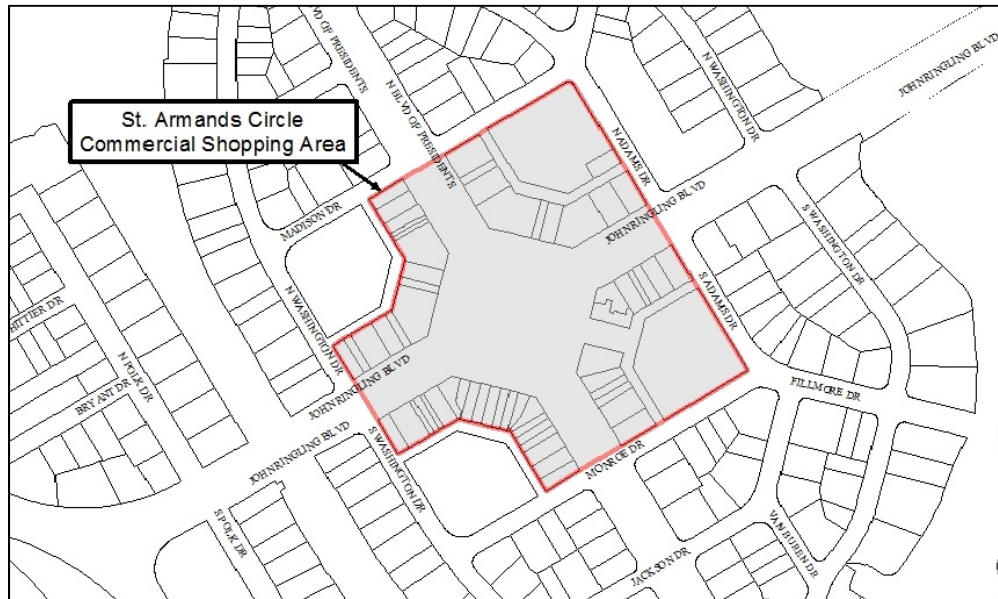 BLVD OF PRESIDENTS
N BLVD OF PRESIDENTS
N WASHINGTON DR
JOHN RINGLING BLVD
St. Armands Circle
Commercial Shopping Area
N ADAMS DR
MADISON DR
JOHN RINGLING BLVD
S WASHINGTON DR
HITTIER DR
N POLK DR
N WASHINGTON DR
S ADAMS DR
BRYANT DR
JOHN RINGLING BLVD
FILLMORE DR
JOHN RINGLING BLVD
S WASHINGTON DR
MONROE DR
S POLK DR
VAN BUREN DR
JACKSON DR